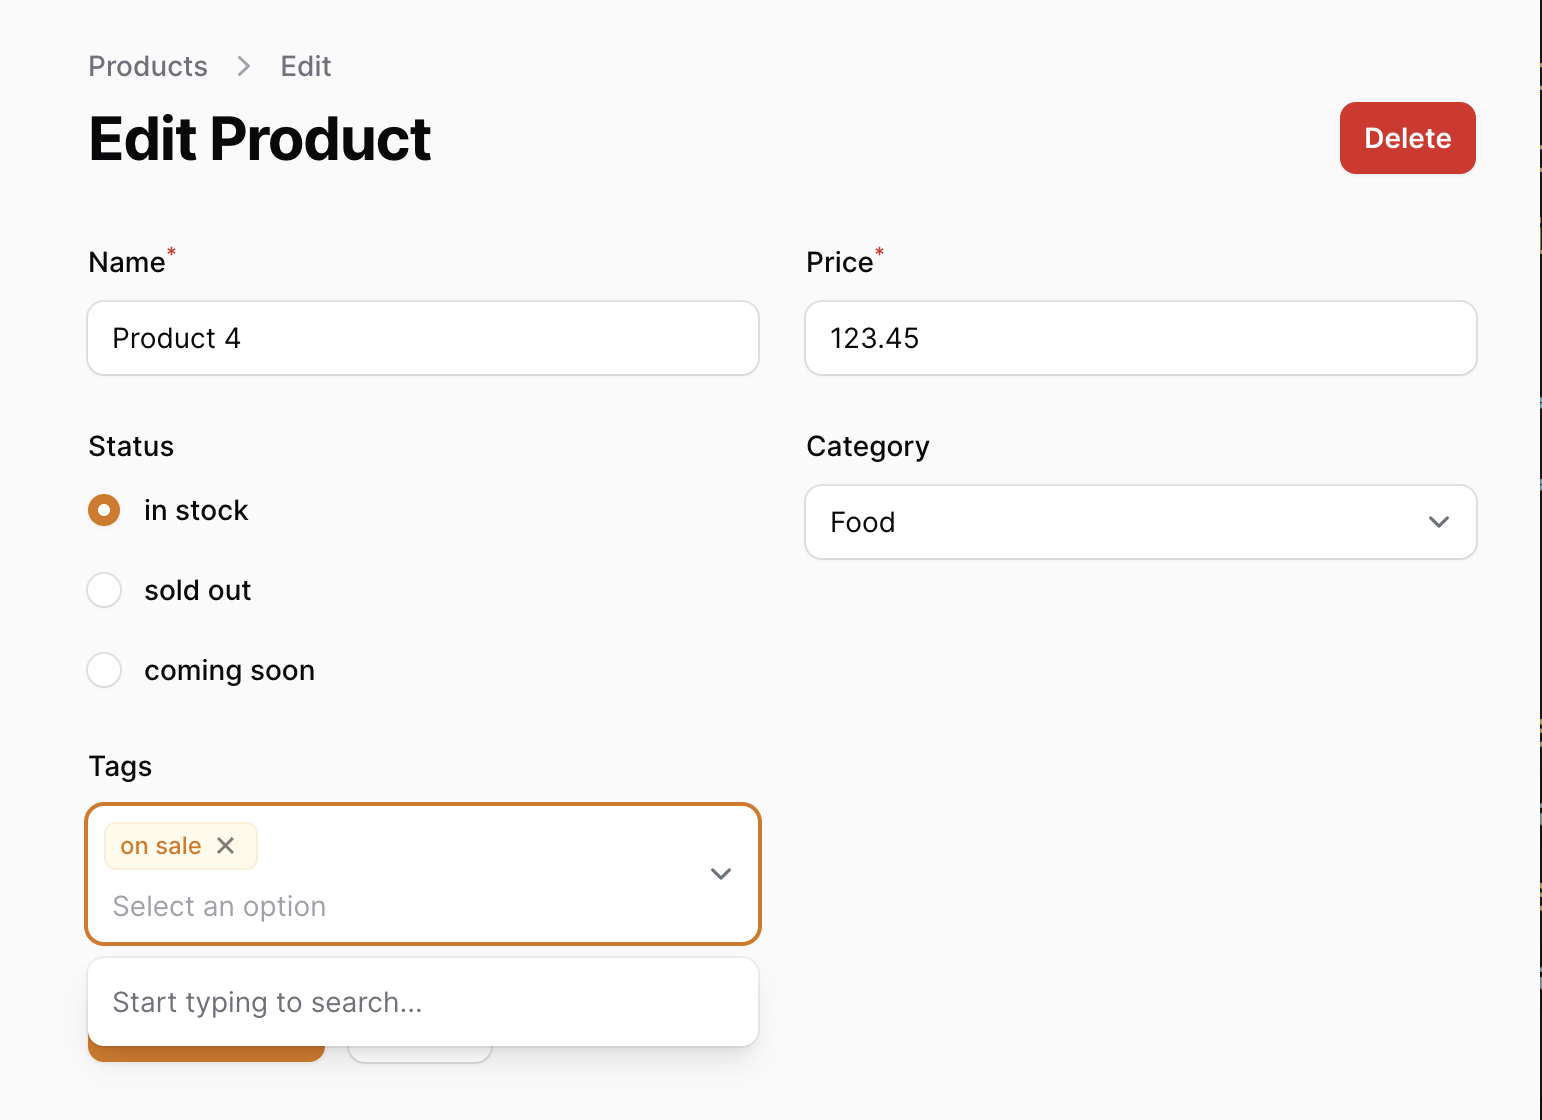 Products > Edit
Edit Product
Delete
Name*
Product 4
Price*
123.45
Status
in stock
sold out
coming soon
Category
Food
Tags
on sale
Select an option
Start typing to search...